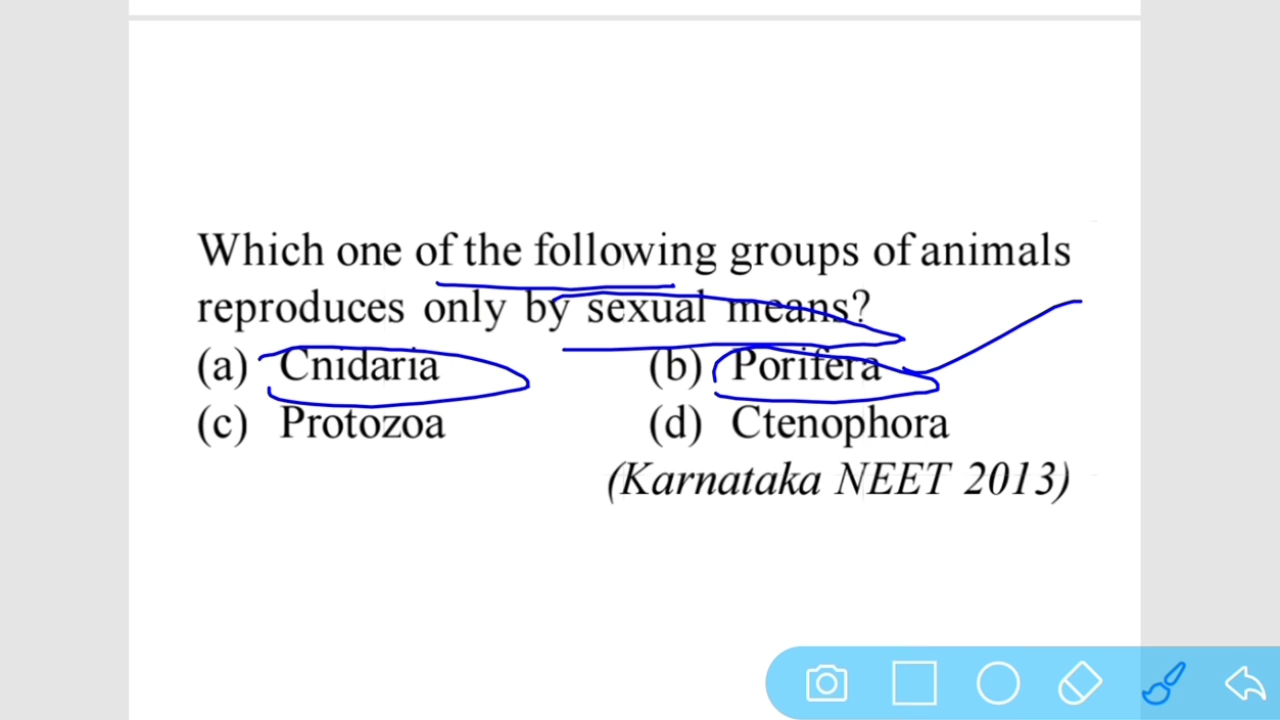 Which one of the following groups of animals
reproduces only by sexual means?
(a) Cnidaria (b) Porifera
(c) Protozoa (d) Ctenophora
(Karnataka NEET 2013)